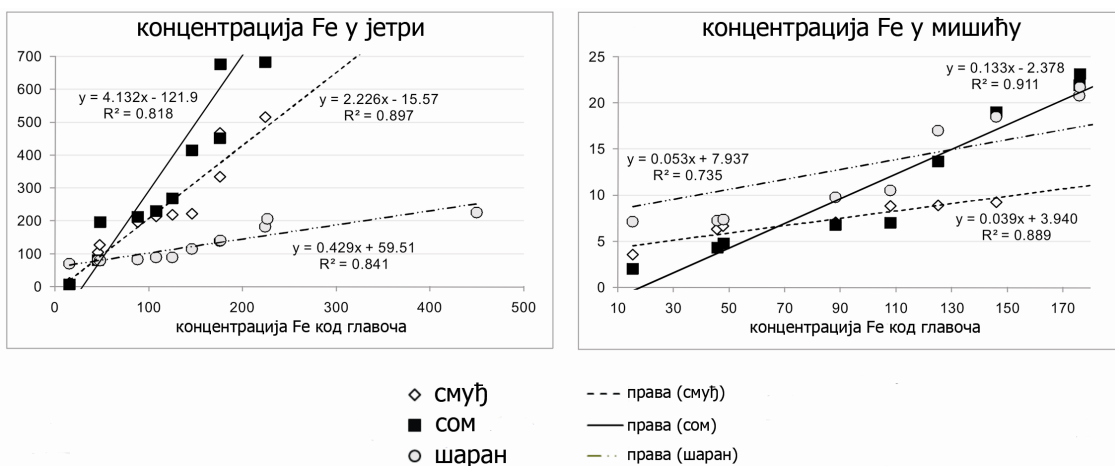 концентрација Fe у јетри
700
600
500
400
300
200
100
0
y = 4.132x - 121.9
R² = 0.818
y = 2.226x - 15.57
R² = 0.897
y = 0.429x + 59.51
R² = 0.841
0 100 200 300 400 500
концентрација Fe код главоча
концентрација Fe у мишићу
25
20
15
10
5
0
y = 0.133x - 2.378
R² = 0.911
y = 0.053x + 7.937
R² = 0.735
y = 0.039x + 3.940
R² = 0.889
10 30 50 70 90 110 130 150 170
концентрација Fe код главоча
смуђ
сом
шаран
права (смуђ)
права (сом)
права (шаран)